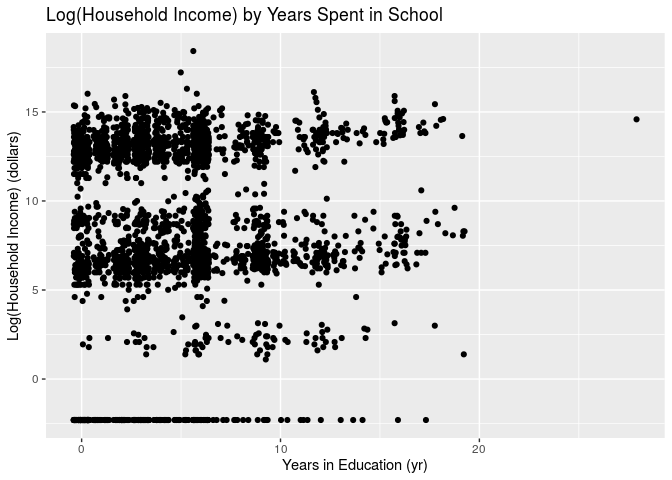 Log(Household Income) by Years Spent in School
Log(Household Income) (dollars)
15
10
5
0
0
10
20
Years in Education (yr)